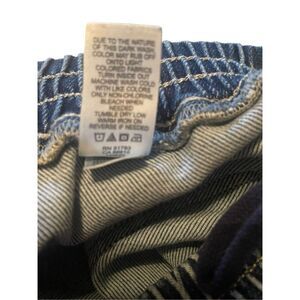 DUE TO THE NATURE
OF THIS DARK WASH
COLOR MAY RUB OFF
ONTO LIGHT
COLORED FABRICS
TURN INSIDE OUT
MACHINE WASH COLD
WITH LIKE COLORS
ONLY NON-CHLORINE
BLEACH WHEN
NEEDED
TUMBLE DRY LOW
WARM IRON ON
REVERSE IF NEEDED
RN 51753